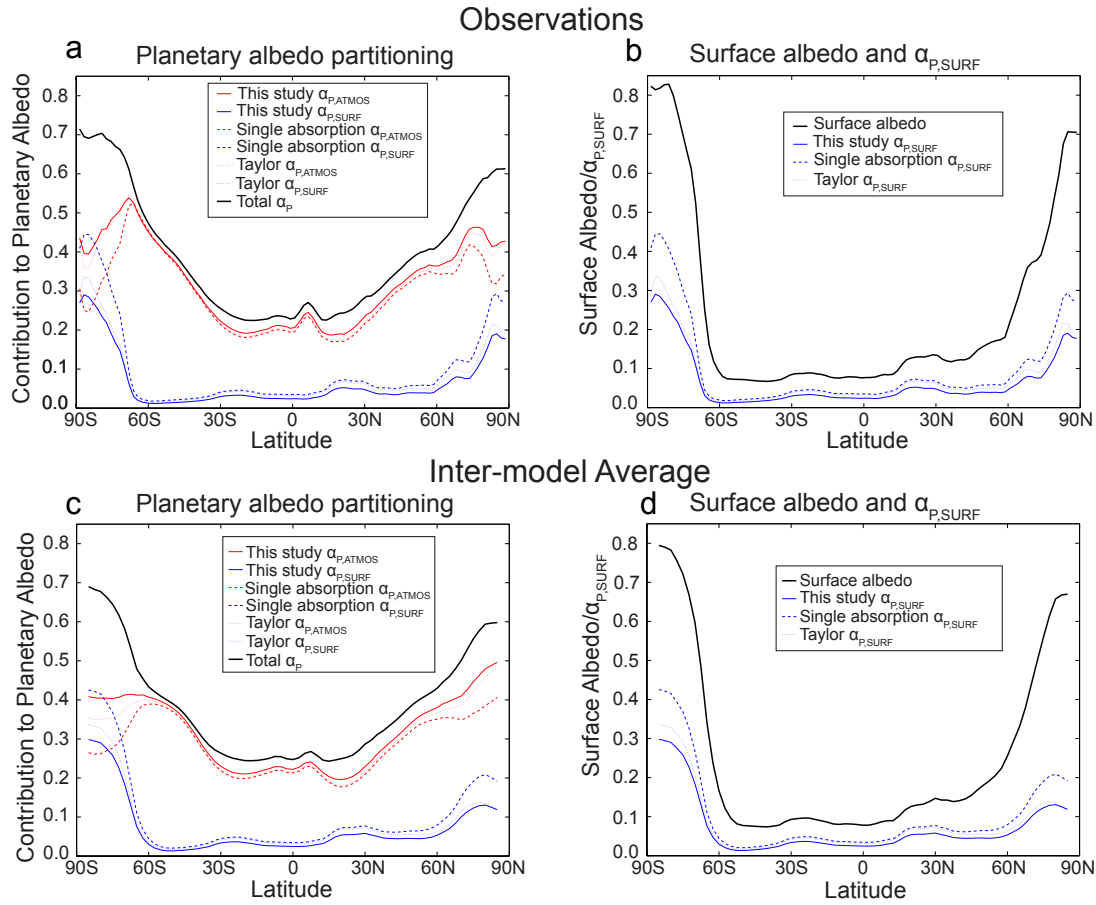 Observations
a
Planetary albedo partitioning
Contribution to Planetary Albedo
0.8
0.7
0.6
0.5
0.4
0.3
0.2
0.1
0.0
This study α_P,ATMOS
This study α_P,SURF
Single absorption α_P,ATMOS
Single absorption α_P,SURF
Taylor α_P,ATMOS
Taylor α_P,SURF
Total α_P
90S 60S 30S 0 30N 60N 90N
Latitude
b
Surface albedo and α_P,SURF
Surface Albedo/α_P,SURF
0.8
0.7
0.6
0.5
0.4
0.3
0.2
0.1
0.0
Surface albedo
This study α_P,SURF
Single absorption α_P,SURF
Taylor α_P,SURF
90S 60S 30S 0 30N 60N 90N
Latitude
Inter-model Average
c
Planetary albedo partitioning
Contribution to Planetary Albedo
0.8
0.7
0.6
0.5
0.4
0.3
0.2
0.1
0.0
This study α_P,ATMOS
This study α_P,SURF
Single absorption α_P,ATMOS
Single absorption α_P,SURF
Taylor α_P,ATMOS
Taylor α_P,SURF
Total α_P
90S 60S 30S 0 30N 60N 90N
Latitude
d
Surface albedo and α_P,SURF
Surface Albedo/α_P,SURF
0.8
0.7
0.6
0.5
0.4
0.3
0.2
0.1
0.0
Surface albedo
This study α_P,SURF
Single absorption α_P,SURF
Taylor α_P,SURF
90S 60S 30S 0 30N 60N 90N
Latitude